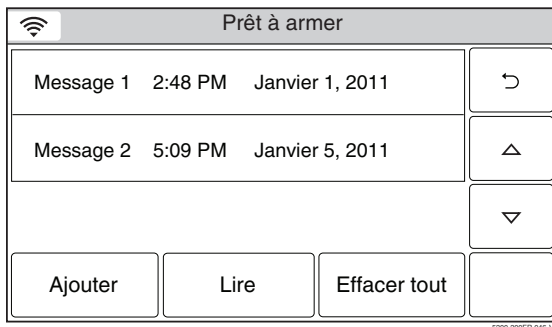 Prêt à armer
Message 1 2:48 PM Janvier 1, 2011
Message 2 5:09 PM Janvier 5, 2011
Ajouter Lire Effacer tout